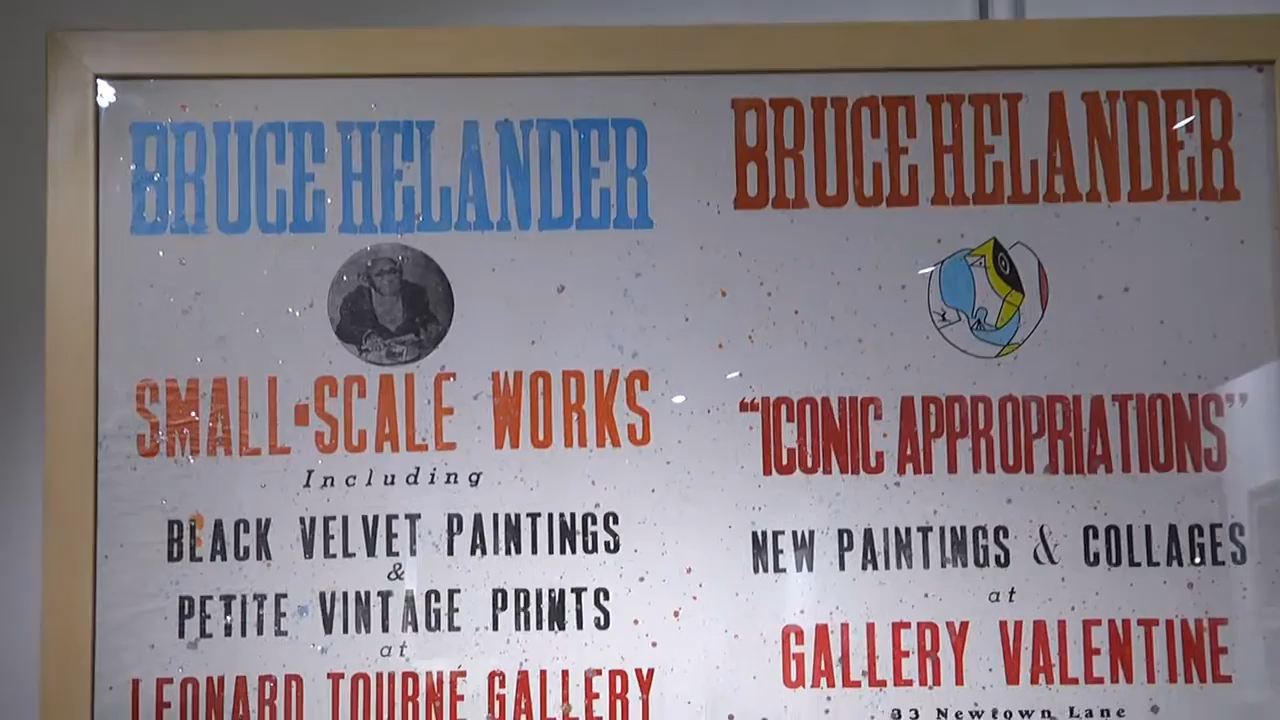 BRUCE HELANDER
SMALL-SCALE WORKS
Including
BLACK VELVET PAINTINGS
&
PETITE VINTAGE PRINTS
at
LEONARD TOURNÉ GALLERY
BRUCE HELANDER
"ICONIC APPROPRIATIONS"
NEW PAINTINGS & COLLAGES
at
GALLERY VALENTINE
33 Newtown Lane